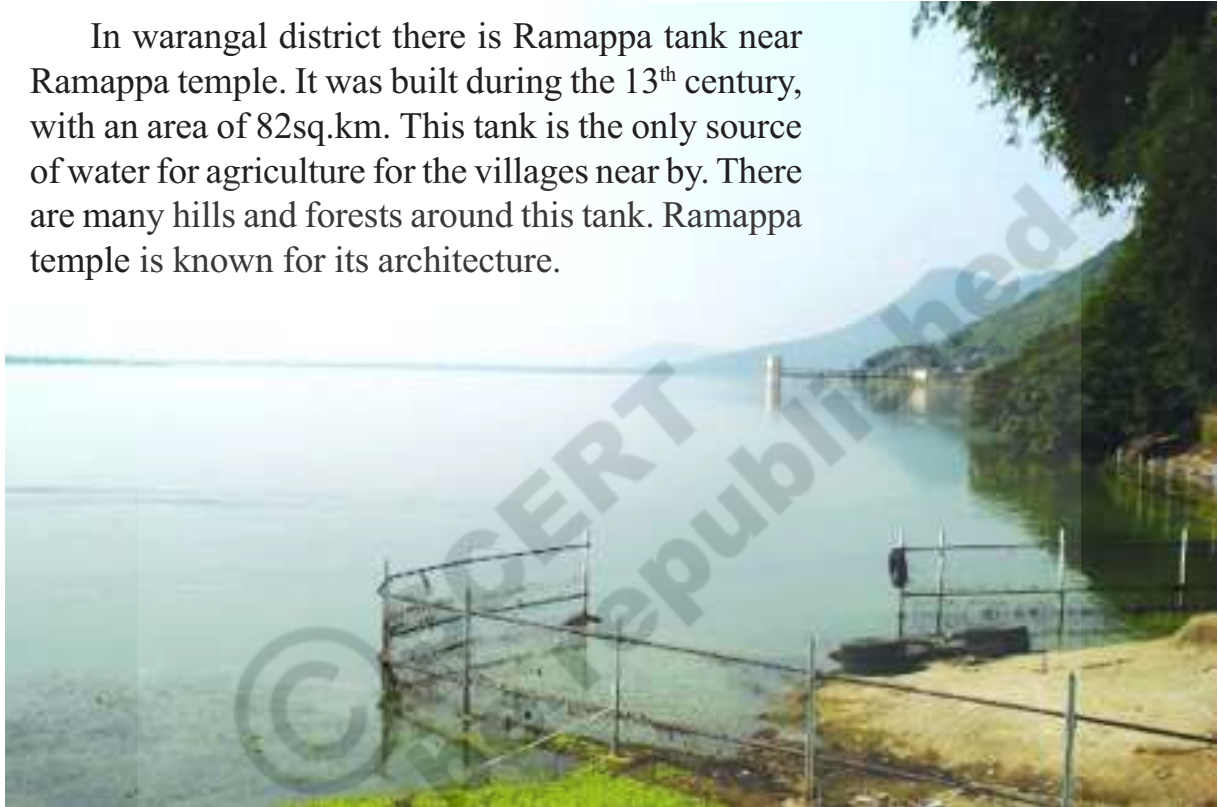 In warangal district there is Ramappa tank near
Ramappa temple. It was built during the 13th century,
with an area of 82sq.km. This tank is the only source
of water for agriculture for the villages near by. There
are many hills and forests around this tank. Ramappa
temple is known for its architecture.
© CERT
republished